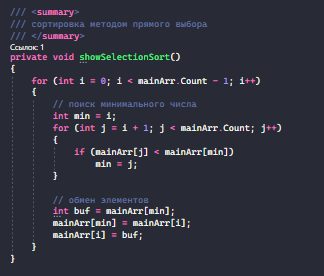 /// <summary>
/// сортировка методом прямого выбора
/// </summary>
Ссылок: 1
private void showSelectionSort()
{
for (int i = 0; i < mainArr.Count - 1; i++)
{
// поиск минимального числа
int min = i;
for (int j = i + 1; j < mainArr.Count; j++)
{
if (mainArr[j] < mainArr[min])
min = j;
}
// обмен элементов
int buf = mainArr[min];
mainArr[min] = mainArr[i];
mainArr[i] = buf;
}
}